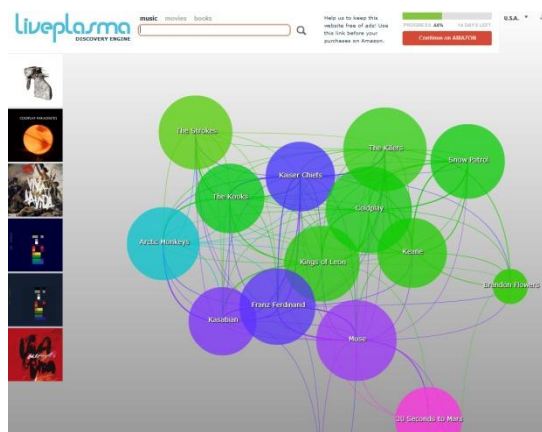 liveplasma
DISCOVERY ENGINE
music movies books
Help us to keep this
website free of ads! Use
this link before your
purchases on Amazon.
PROGRESS 44% 14 DAYS LEFT
Continue on AMAZON
U.S.A.
COLDPLAY PARACHUTES
The Strokes
The Killers
Snow Patrol
Kaiser Chiefs
The Kooks
Coldplay
Arctic Monkeys
Keane
Kings of Leon
Brandon Flowers
Franz Ferdinand
Kasabian
Muse
30 Seconds to Mars